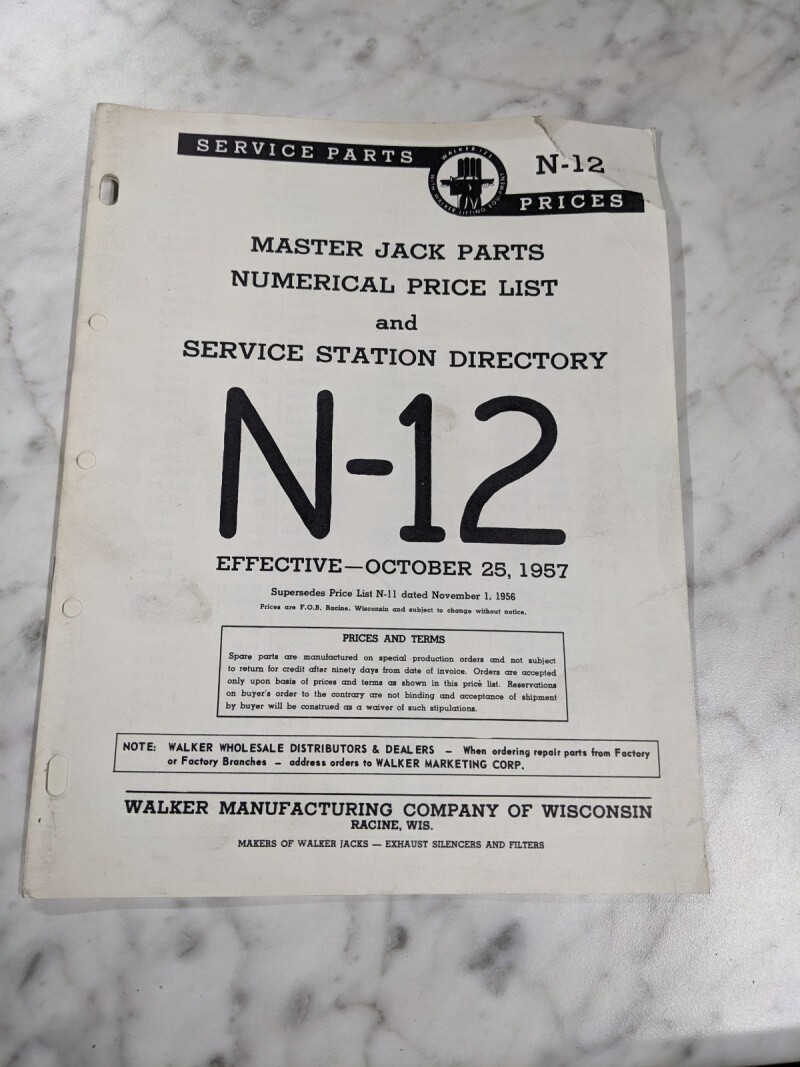 SERVICE PARTS
N-12
PRICES
WALKER
WALKER LIFTING EQUIPMENT
MASTER JACK PARTS
NUMERICAL PRICE LIST
and
SERVICE STATION DIRECTORY
N-12
EFFECTIVE—OCTOBER 25, 1957
Supersedes Price List N-11 dated November 1, 1956
Prices are F.O.B. Racine, Wisconsin and subject to change without notice.
PRICES AND TERMS
Spare parts are manufactured on special production orders and not subject
to return for credit after ninety days from date of invoice. Orders are accepted
only upon basis of prices and terms as shown in this price list. Reservations
on buyer's order to the contrary are not binding and acceptance of shipment
by buyer will be construed as a waiver of such stipulations.
NOTE: WALKER WHOLESALE DISTRIBUTORS & DEALERS — When ordering repair parts from Factory
or Factory Branches — address orders to WALKER MARKETING CORP.
WALKER MANUFACTURING COMPANY OF WISCONSIN
RACINE, WIS.
MAKERS OF WALKER JACKS — EXHAUST SILENCERS AND FILTERS